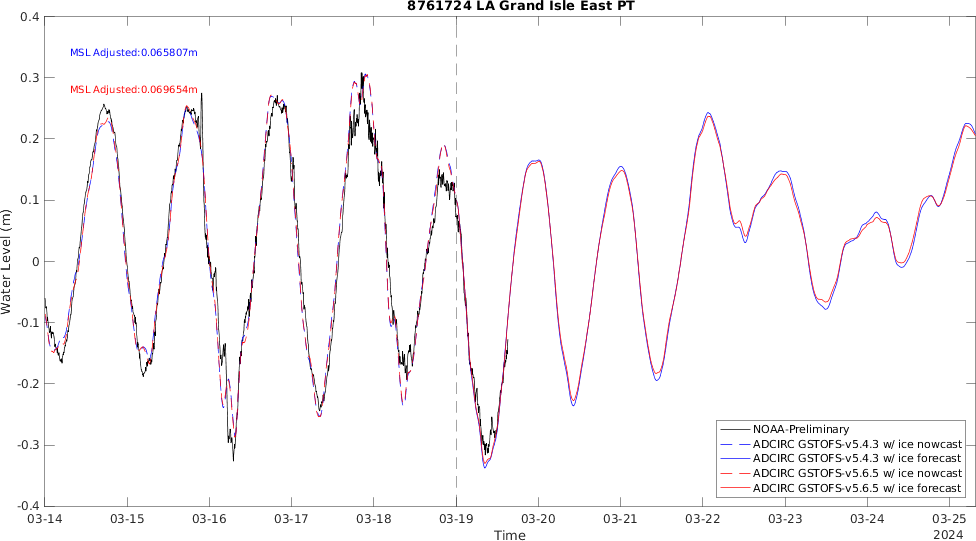 8761724 LA Grand Isle East PT
MSL Adjusted:0.065807m
MSL Adjusted:0.069654m
Water Level (m)
0.4
0.3
0.2
0.1
0
-0.1
-0.2
-0.3
-0.4
NOAA-Preliminary
ADCIRC GSTOFS-v5.4.3 w/ ice nowcast
ADCIRC GSTOFS-v5.4.3 w/ ice forecast
ADCIRC GSTOFS-v5.6.5 w/ ice nowcast
ADCIRC GSTOFS-v5.6.5 w/ ice forecast
03-14 03-15 03-16 03-17 03-18 03-19 03-20 03-21 03-22 03-23 03-24 03-25
Time
2024